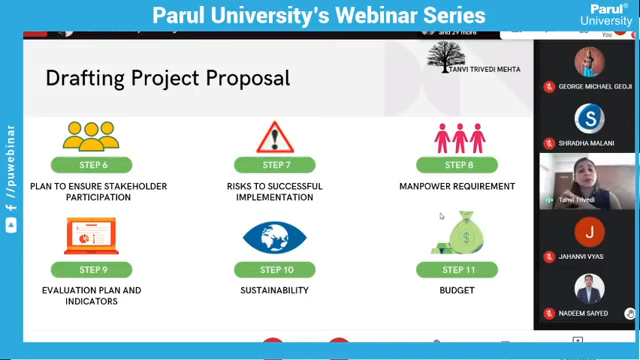 Parul University's Webinar Series
Parul®
University
and 29 more
You
Drafting Project Proposal
TANVI TRIVEDI MEHTA
STEP 6
PLAN TO ENSURE STAKEHOLDER
PARTICIPATION
STEP 7
RISKS TO SUCCESSFUL
IMPLEMENTATION
STEP 8
MANPOWER REQUIREMENT
STEP 9
EVALUATION PLAN AND
INDICATORS
STEP 10
SUSTAINABILITY
STEP 11
BUDGET
GEORGE MICHAEL GEOJI
S
SHRADHA MALANI
Tanvi Trivedi
J
JAHANVI VYAS
NADEEM SAIYED
//puwebinar